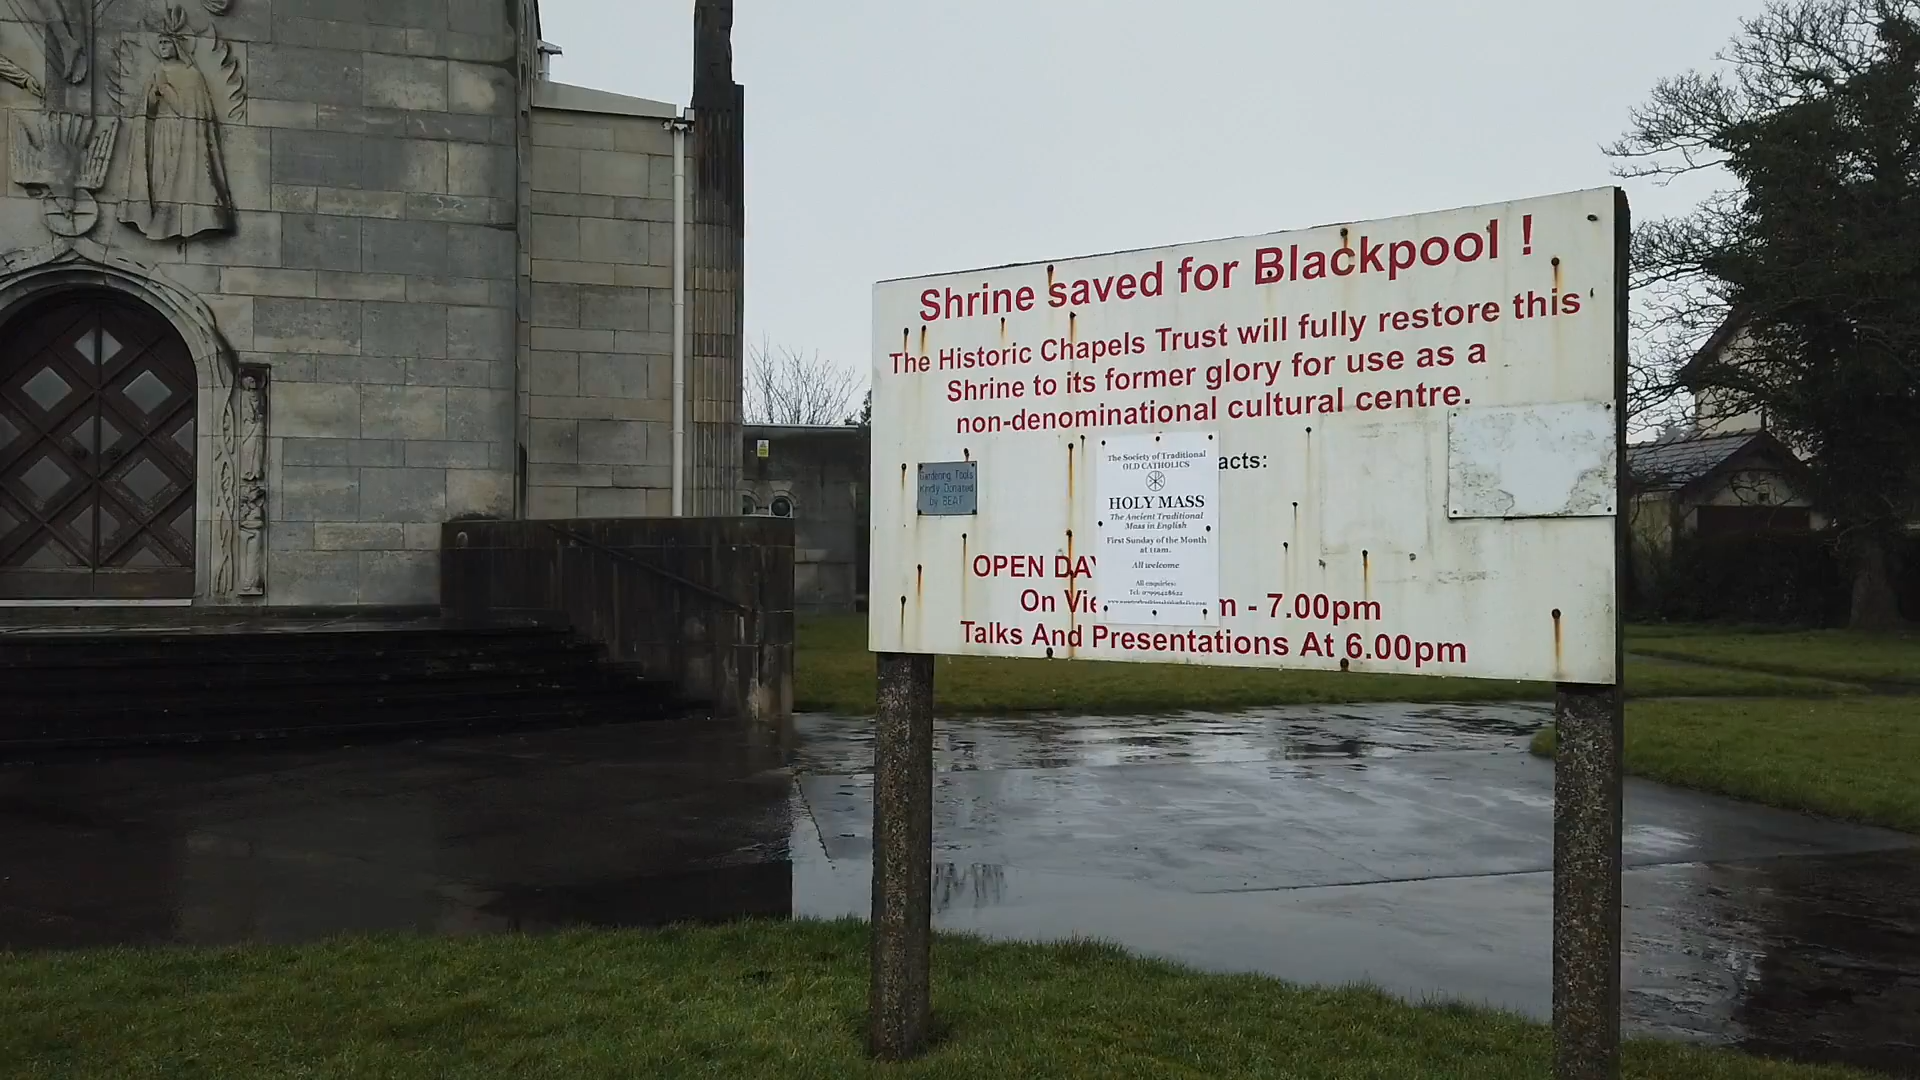 Shrine saved for Blackpool !
The Historic Chapels Trust will fully restore this
Shrine to its former glory for use as a
non-denominational cultural centre.
acts:
Gardening Tools
Kindly Donated
by BEAT
The Society of Traditional
OLD CATHOLICS
HOLY MASS
The Ancient Traditional
Mass in English
First Sunday of the Month
at 11am.
All welcome
All enquiries:
Tel: 07999428622
OPEN DAY
On Vie m - 7.00pm
Talks And Presentations At 6.00pm